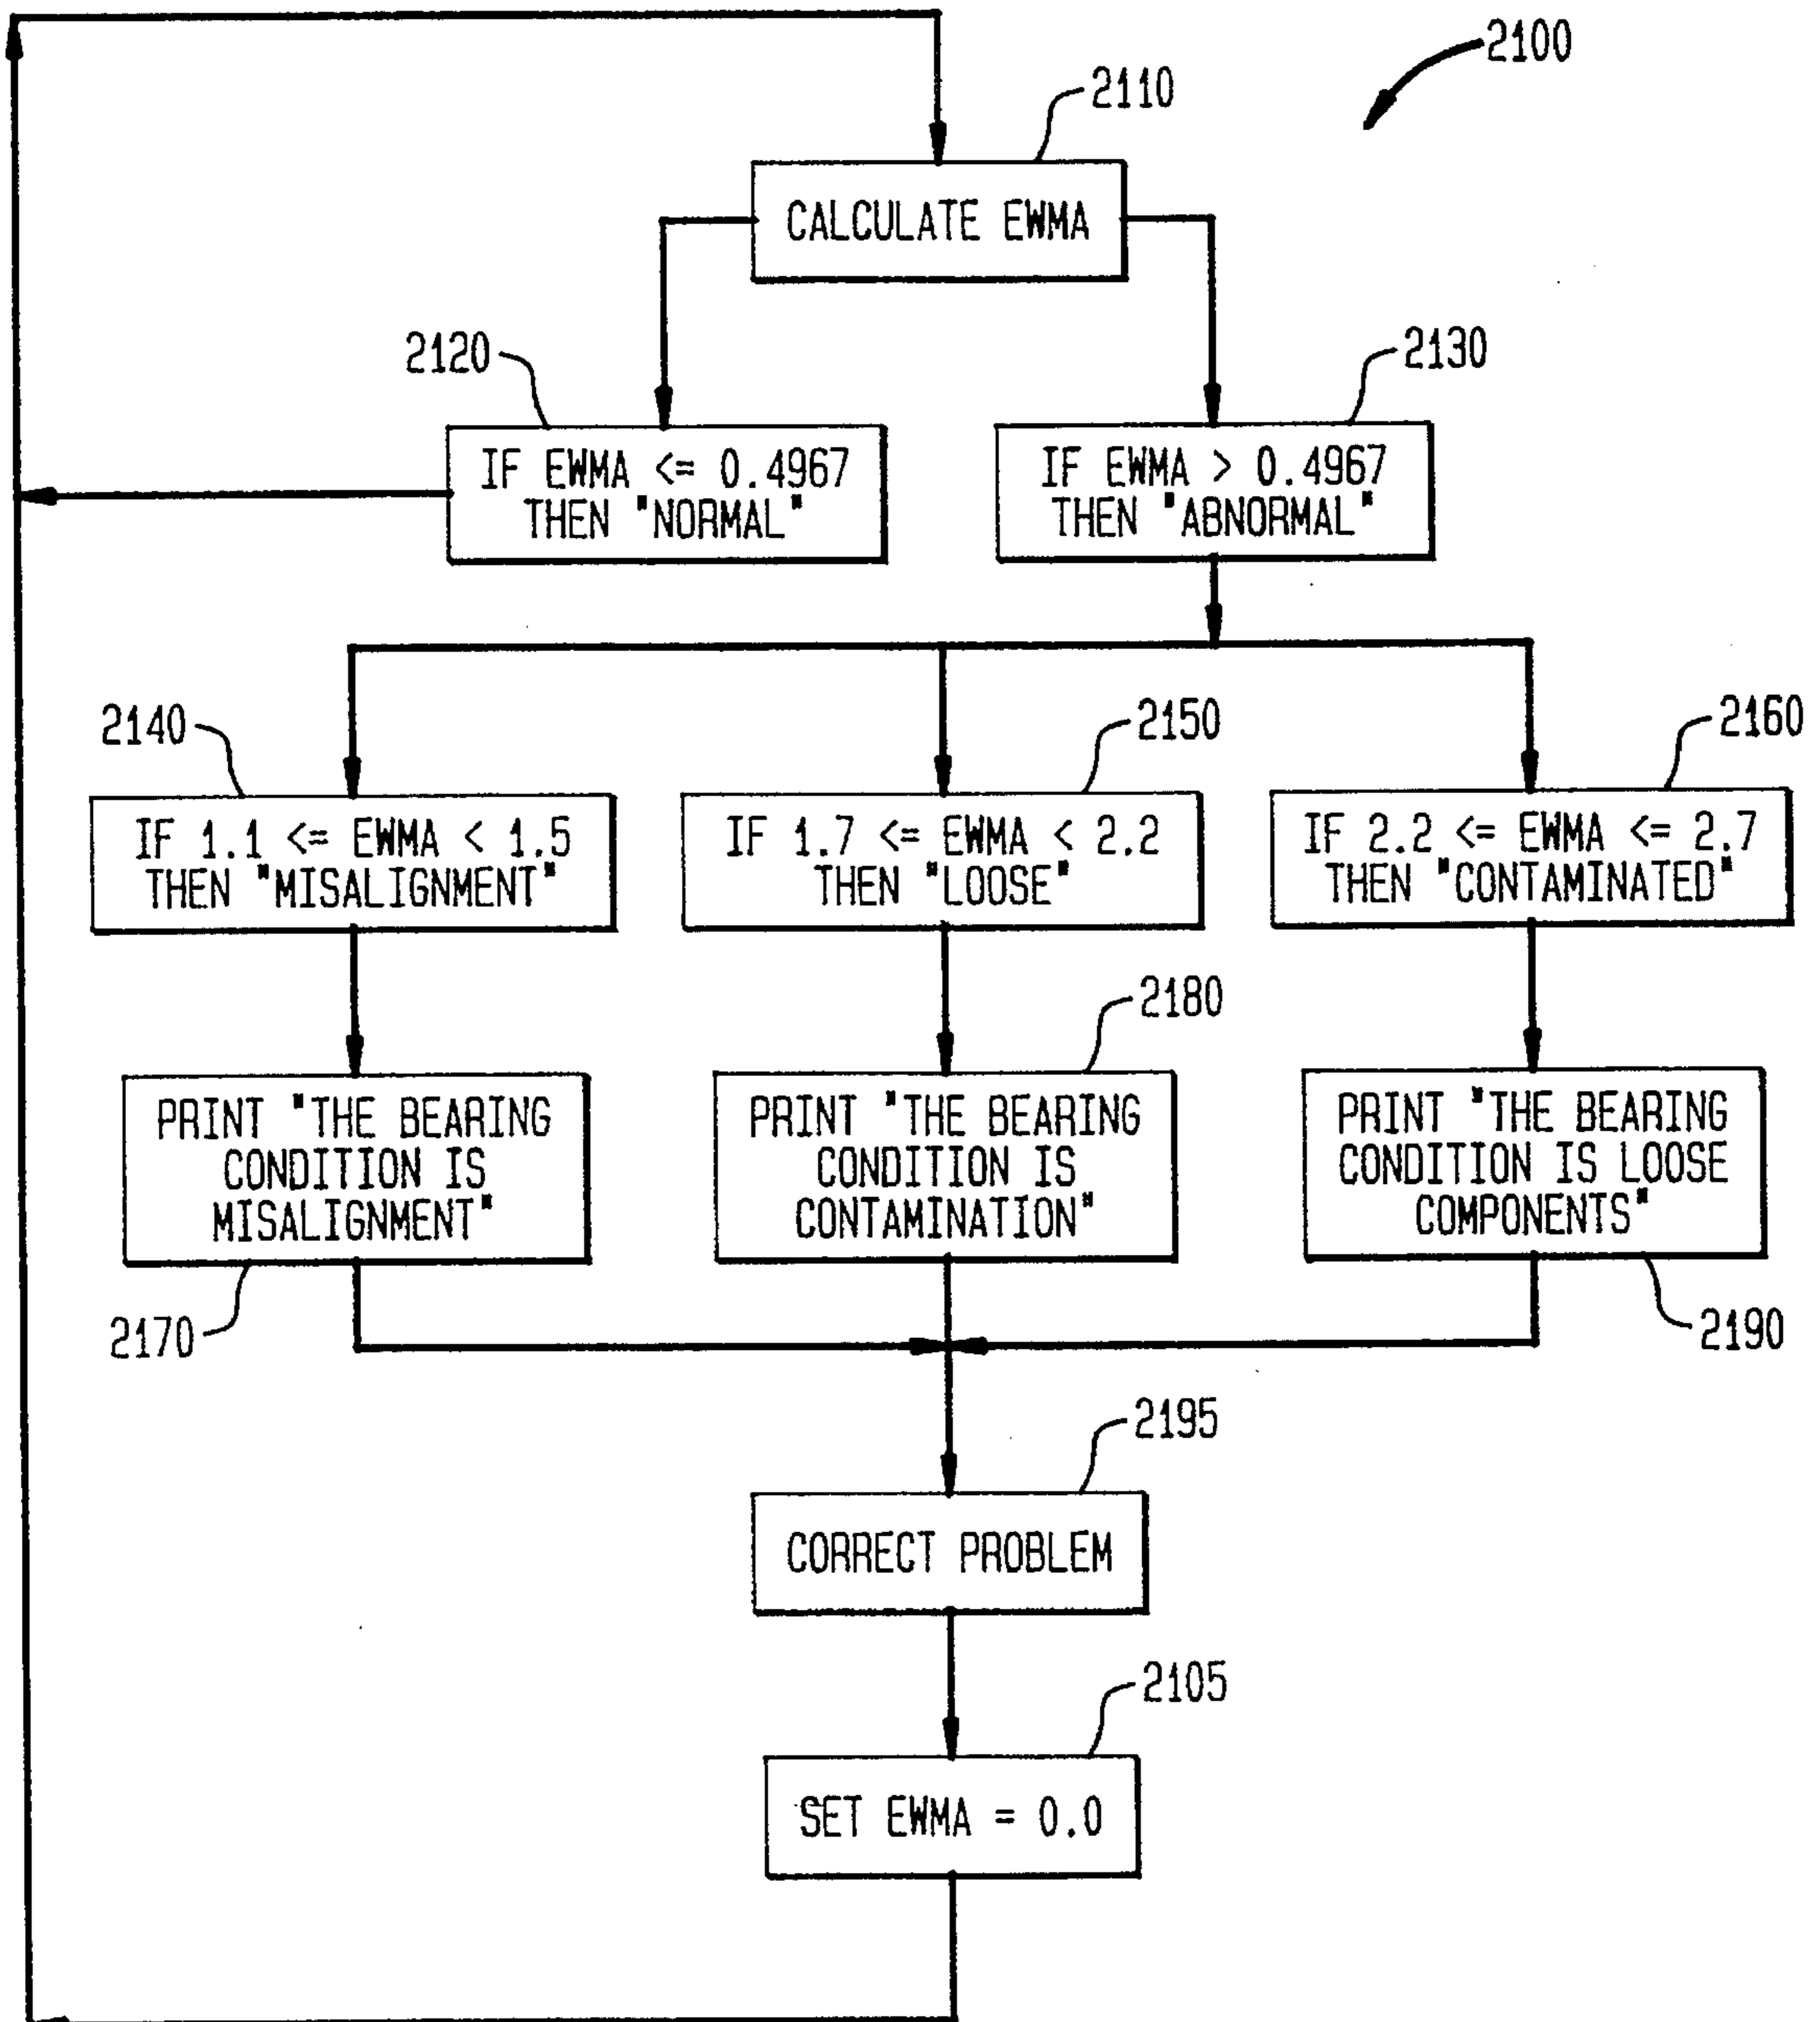 2100
2110
CALCULATE EWMA
2120
2130
IF EWMA <= 0.4967
THEN "NORMAL"
IF EWMA > 0.4967
THEN "ABNORMAL"
2140
2150
2160
IF 1.1 <= EWMA < 1.5
THEN "MISALIGNMENT"
IF 1.7 <= EWMA < 2.2
THEN "LOOSE"
IF 2.2 <= EWMA <= 2.7
THEN "CONTAMINATED"
2180
PRINT "THE BEARING
CONDITION IS
MISALIGNMENT"
PRINT "THE BEARING
CONDITION IS
CONTAMINATION"
PRINT "THE BEARING
CONDITION IS LOOSE
COMPONENTS"
2170
2190
2195
CORRECT PROBLEM
2105
SET EWMA = 0.0